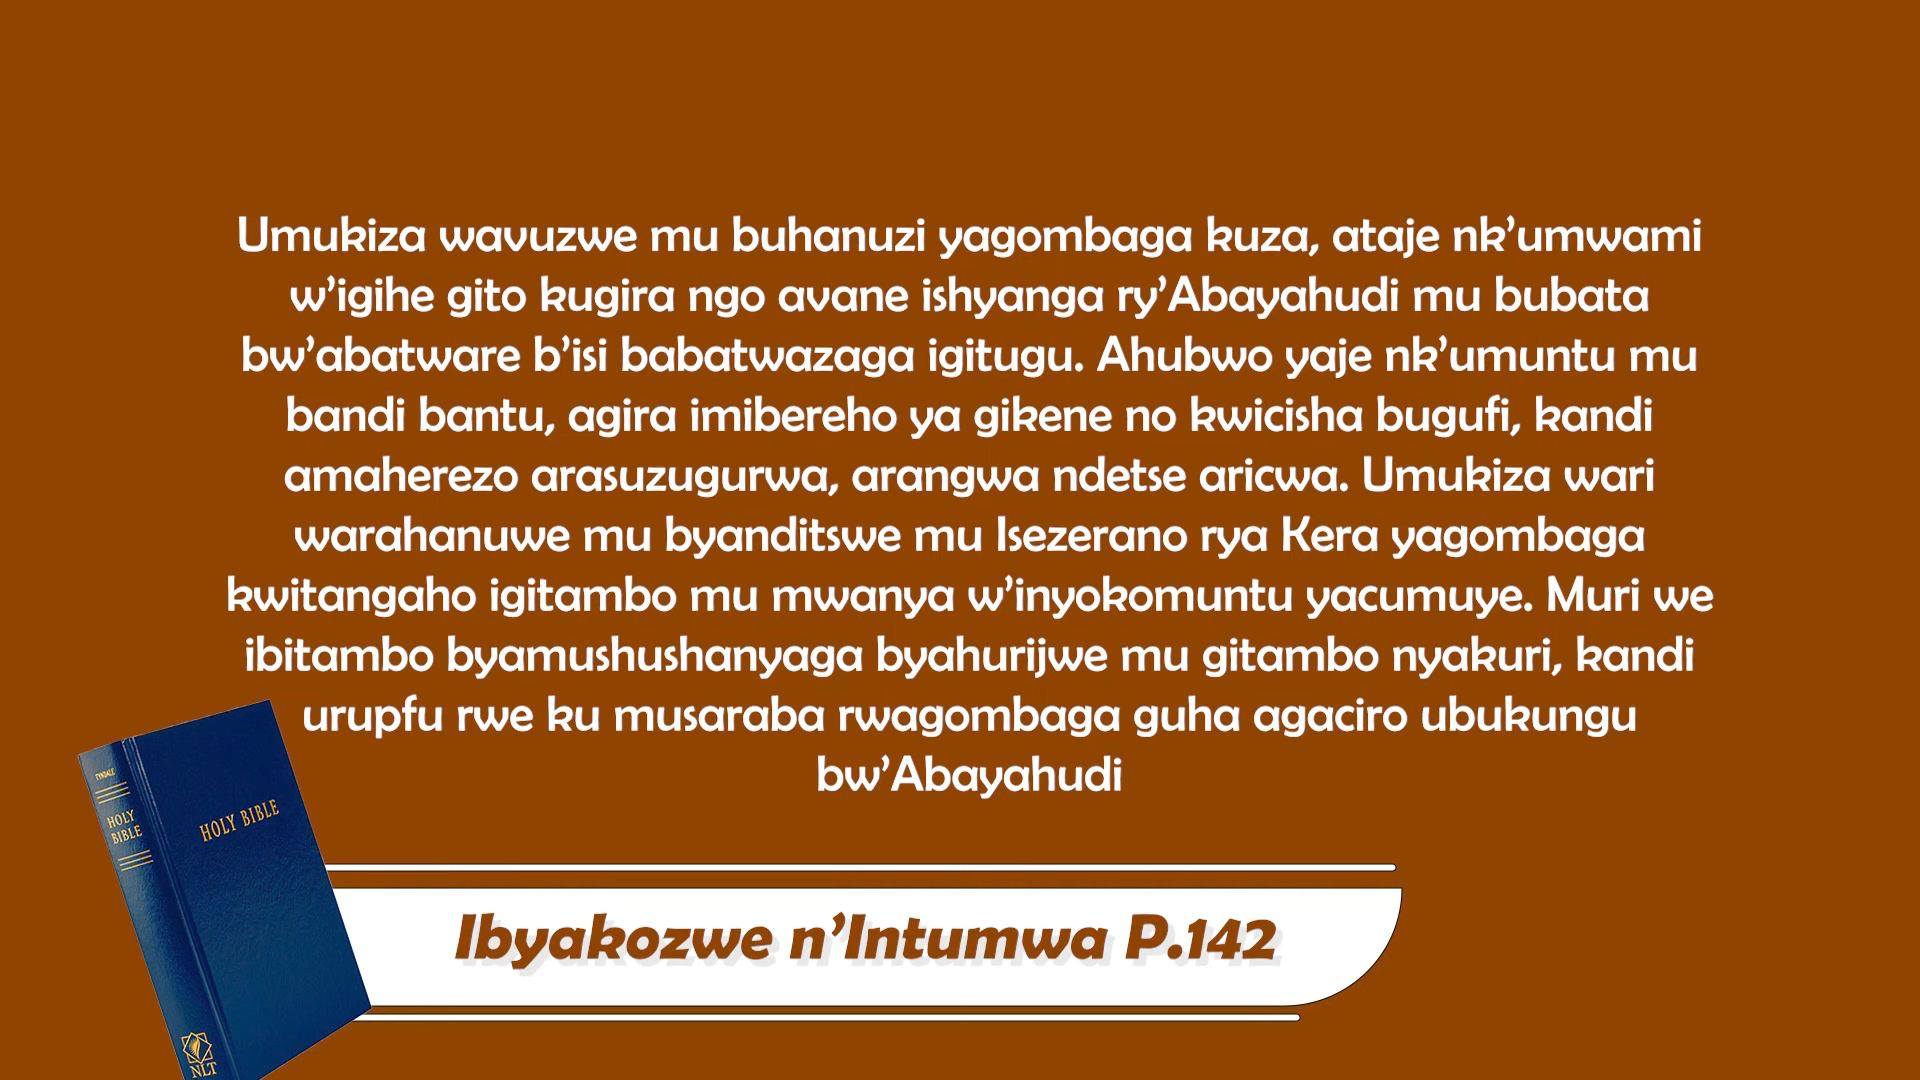 Umukiza wavuzwe mu buhanuzi yagombaga kuza, ataje nk’umwami
w’igihe gito kugira ngo avane ishyanga ry’Abayahudi mu bubata
bw’abatware b’isi babatwazaga igitugu. Ahubwo yaje nk’umuntu mu
bandi bantu, agira imibereho ya gikene no kwicisha bugufi, kandi
amaherezo arasuzugurwa, arangwa ndetse aricwa. Umukiza wari
warahanuwe mu byanditswe mu Isezerano rya Kera yagombaga
kwitangaho igitambo mu mwanya w’inyokomuntu yacumuye. Muri we
ibitambo byamushushanyaga byahurijwe mu gitambo nyakuri, kandi
urupfu rwe ku musaraba rwagombaga guha agaciro ubukungu
bw’Abayahudi
TYNDALE
HOLY
BIBLE
HOLY BIBLE
NLT
Ibyakozwe n’Intumwa P.142